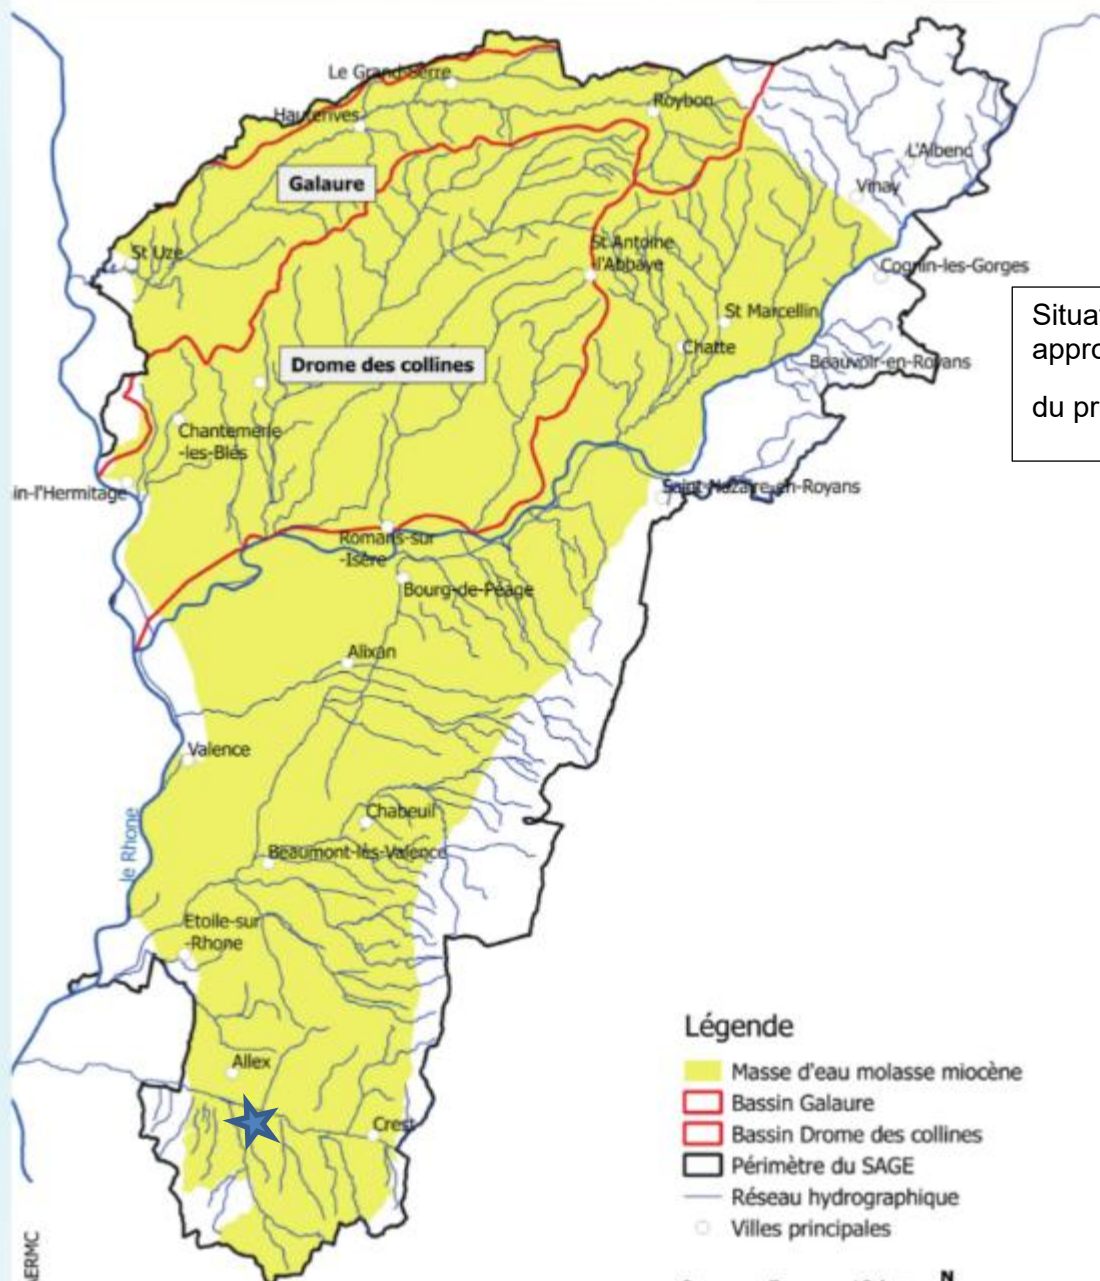 Le Grand-Serre
Hauterives
Roybon
L'Albenc
Galaure
Vinay
St Uze
St Antoine
-l'Abbaye
Cognin-les-Gorges
St Marcellin
Chatte
Beauvoir-en-Royans
Drome des collines
Chantemerle
-les-Blés
in-l'Hermitage
Saint-Nazaire-en-Royans
Romans-sur
-Isère
Bourg-de-Péage
Alixan
Valence
le Rhone
Chabeuil
Beaumont-lès-Valence
Etoile-sur
-Rhone
Allex
Crest
Situat
appro
du pr
Légende
Masse d'eau molasse miocène
Bassin Galaure
Bassin Drome des collines
Périmètre du SAGE
Réseau hydrographique
Villes principales
AERMC
N